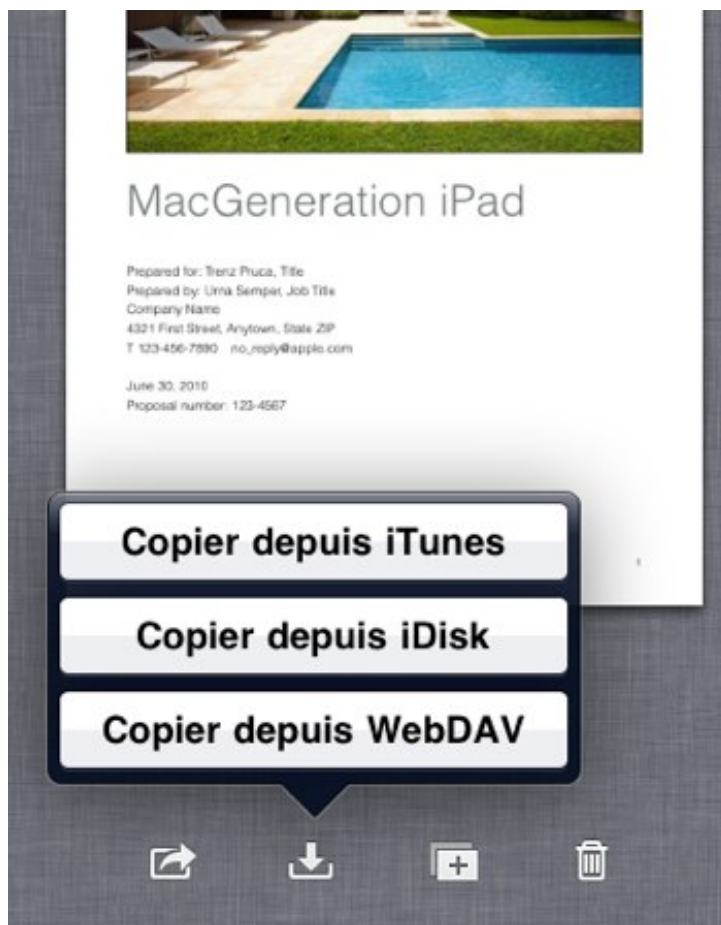 MacGeneration iPad
Prepared for: Trenz Pruca, Title
Prepared by: Urna Semper, Job Title
Company Name
4321 First Street, Anytown, State ZIP
T 123-456-7890 no_reply@apple.com
June 30, 2010
Proposal number: 123-4567
Copier depuis iTunes
1
Copier depuis iDisk
Copier depuis WebDAV